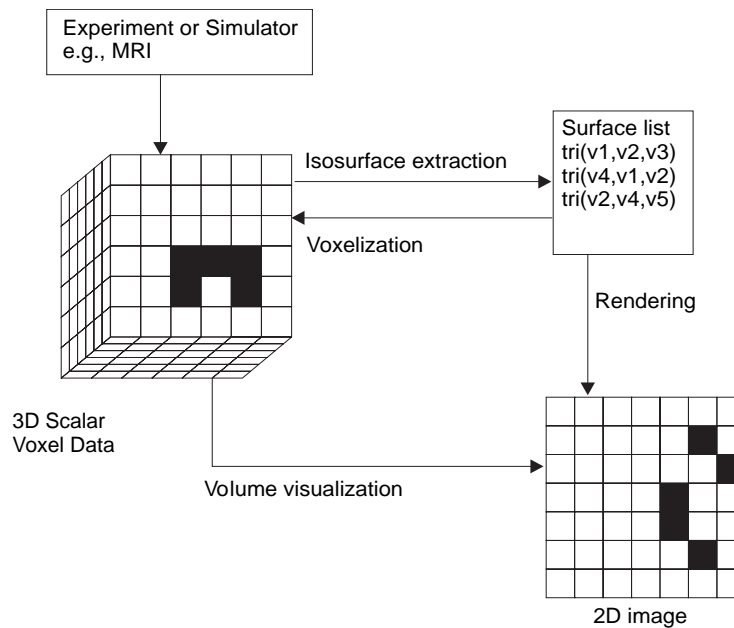 Experiment or Simulator
e.g., MRI
Isosurface extraction
Surface list
tri(v1,v2,v3)
tri(v4,v1,v2)
tri(v2,v4,v5)
Voxelization
Rendering
3D Scalar
Voxel Data
Volume visualization
2D image